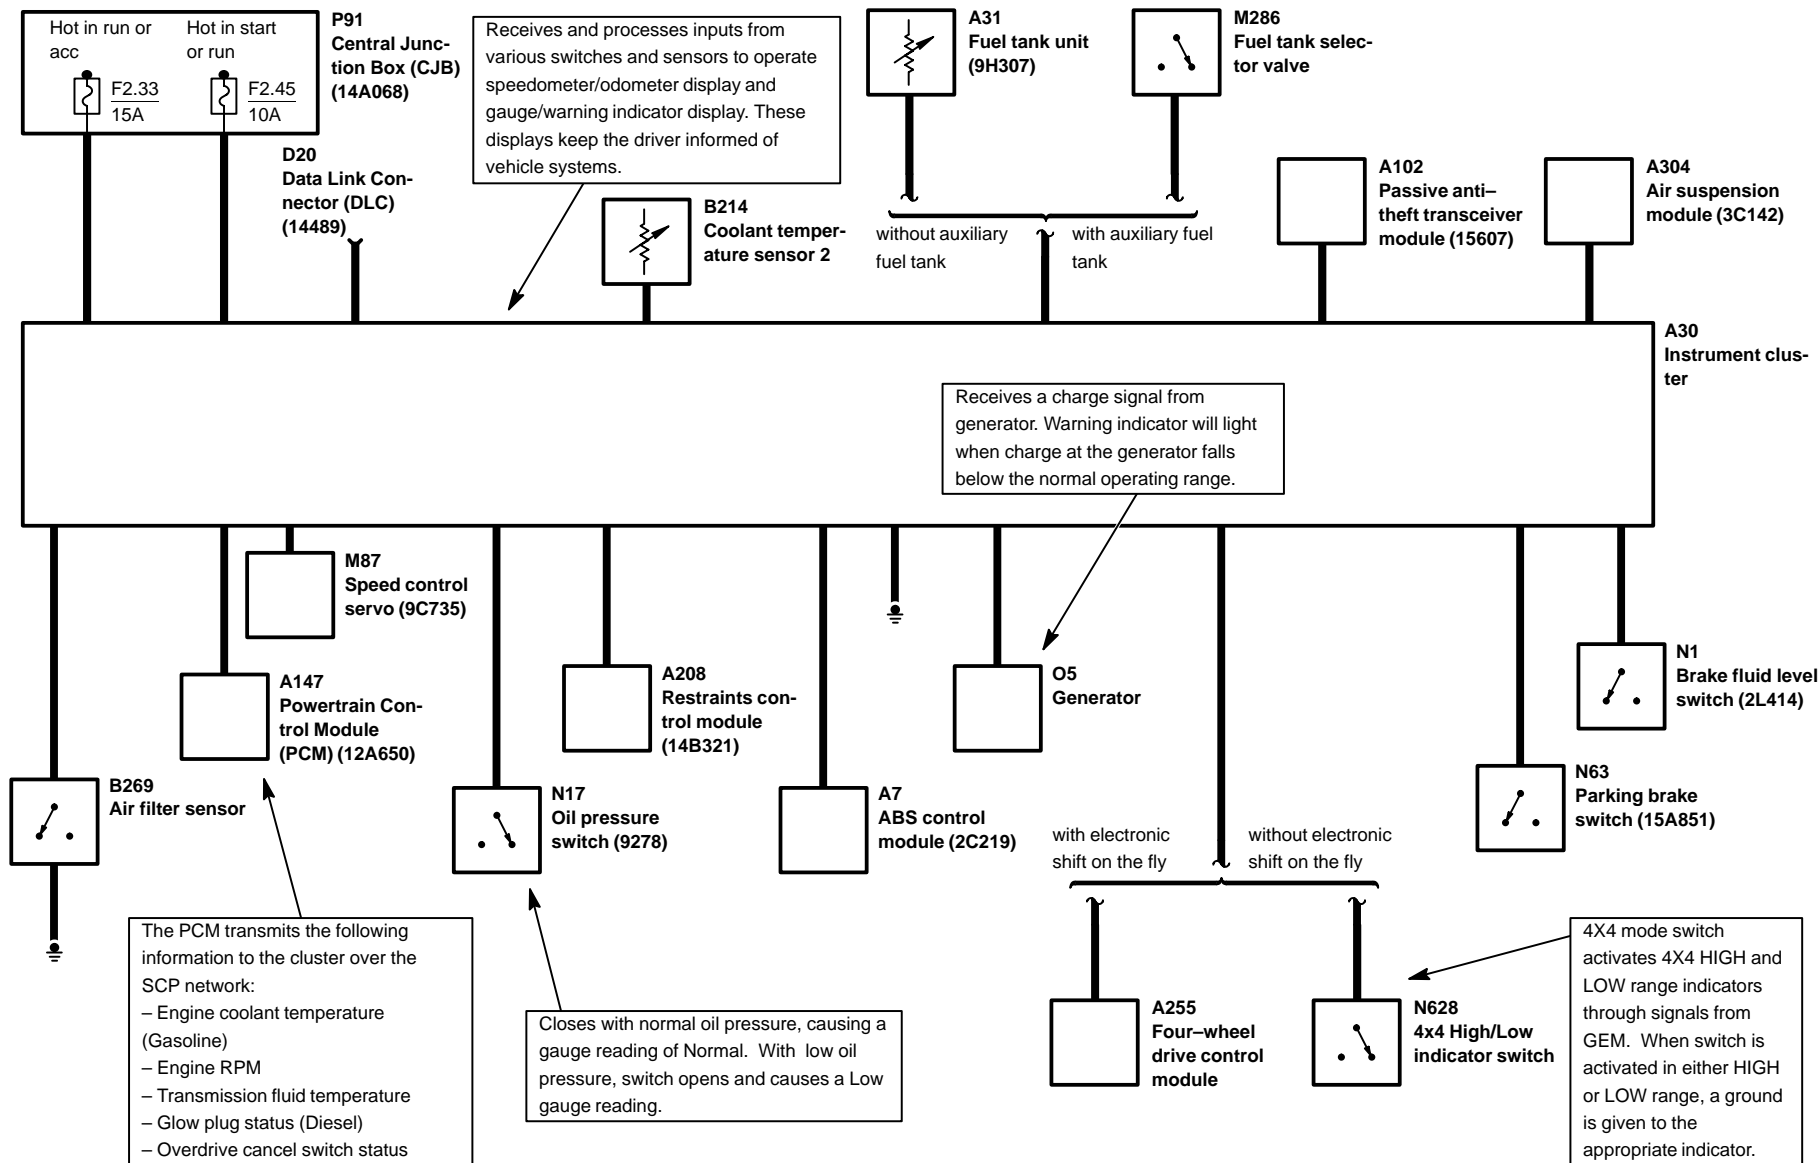 Hot in run or
acc
F2.33
15A
Hot in start
or run
F2.45
10A
P91
Central Junc-
tion Box (CJB)
(14A068)
D20
Data Link Con-
nector (DLC)
(14489)
Receives and processes inputs from
various switches and sensors to operate
speedometer/odometer display and
gauge/warning indicator display. These
displays keep the driver informed of
vehicle systems.
B214
Coolant temper-
ature sensor 2
A31
Fuel tank unit
(9H307)
M286
Fuel tank selec-
tor valve
without auxiliary
fuel tank
with auxiliary fuel
tank
A102
Passive anti–
theft transceiver
module (15607)
A304
Air suspension
module (3C142)
A30
Instrument clus-
ter
Receives a charge signal from
generator. Warning indicator will light
when charge at the generator falls
below the normal operating range.
M87
Speed control
servo (9C735)
A147
Powertrain Con-
trol Module
(PCM) (12A650)
B269
Air filter sensor
N17
Oil pressure
switch (9278)
A208
Restraints con-
trol module
(14B321)
A7
ABS control
module (2C219)
O5
Generator
N1
Brake fluid level
switch (2L414)
N63
Parking brake
switch (15A851)
with electronic
shift on the fly
without electronic
shift on the fly
A255
Four–wheel
drive control
module
N628
4x4 High/Low
indicator switch
The PCM transmits the following
information to the cluster over the
SCP network:
– Engine coolant temperature
(Gasoline)
– Engine RPM
– Transmission fluid temperature
– Glow plug status (Diesel)
– Overdrive cancel switch status
Closes with normal oil pressure, causing a
gauge reading of Normal.  With  low oil
pressure, switch opens and causes a Low
gauge reading.
4X4 mode switch
activates 4X4 HIGH and
LOW range indicators
through signals from
GEM.  When switch is
activated in either HIGH
or LOW range, a ground
is given to the
appropriate indicator.